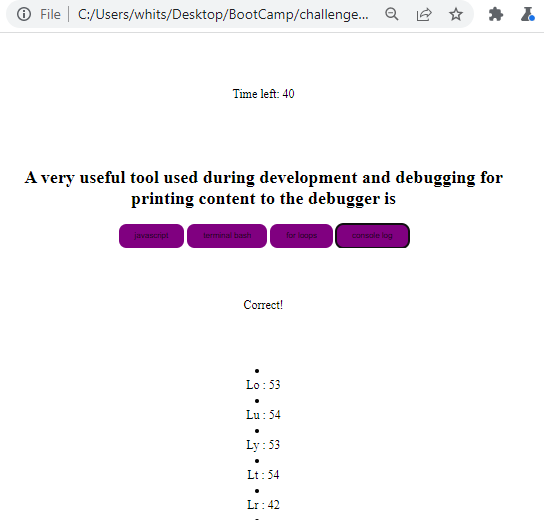 File | C:/Users/whits/Desktop/BootCamp/challenge...
Time left: 40
A very useful tool used during development and debugging for
printing content to the debugger is
javascript terminal/bash for loops console.log
Correct!
Lo : 53
Lu : 54
Ly : 53
Lt : 54
Lr : 42